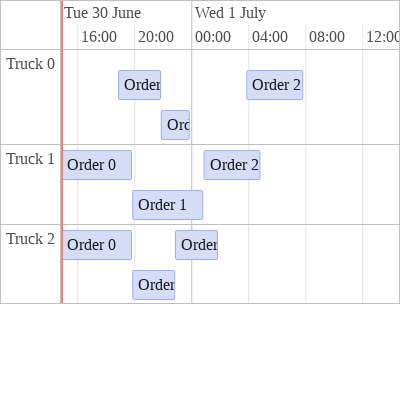 Tue 30 June Wed 1 July
16:00 20:00 00:00 04:00 08:00 12:00
Truck 0
Order Order 2
Ord
Truck 1
Order 0 Order 2
Order 1
Truck 2
Order 0 Order
Order